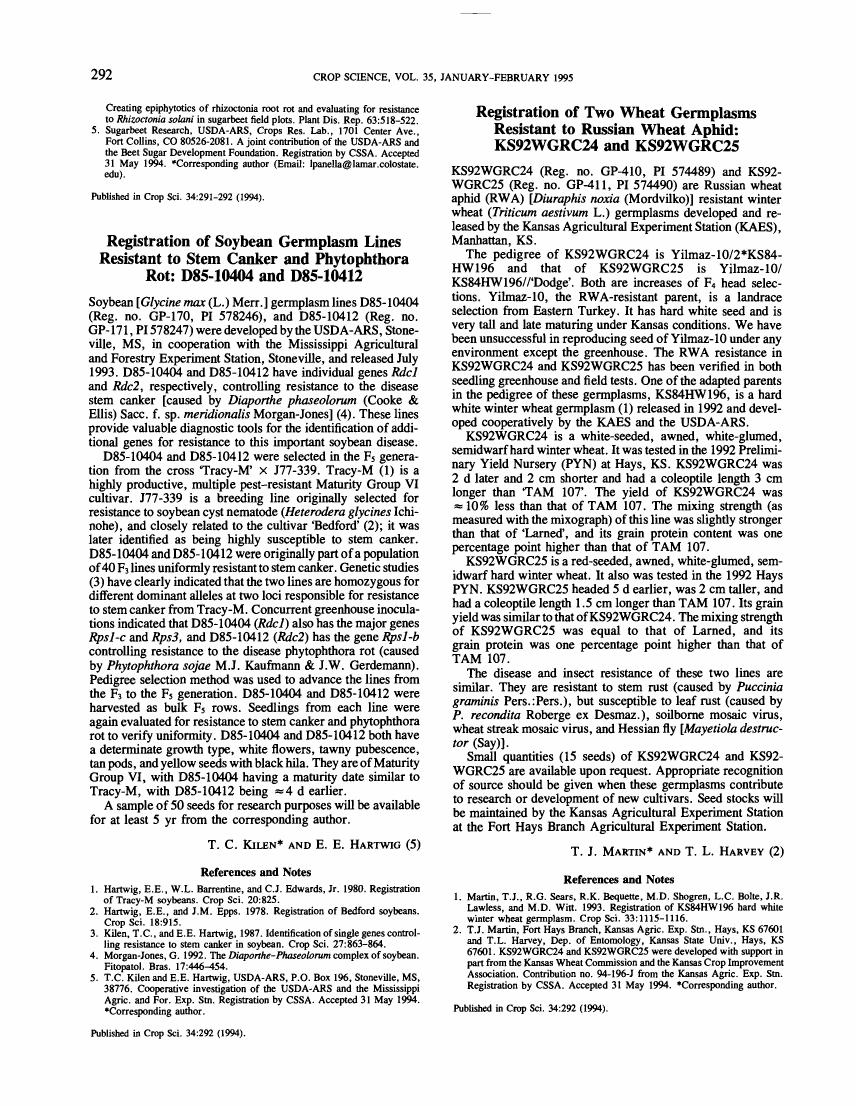 292
CROP SCIENCE, VOL. 35, JANUARY–FEBRUARY 1995
Creating epiphytotics of rhizoctonia root rot and evaluating for resistance
to Rhizoctonia solani in sugarbeet field plots. Plant Dis. Rep. 63:518–522.
5. Sugarbeet Research, USDA-ARS, Crops Res. Lab., 1701 Center Ave.,
Fort Collins, CO 80526-2081. A joint contribution of the USDA-ARS and
the Beet Sugar Development Foundation. Registration by CSSA. Accepted
31 May 1994. *Corresponding author (Email: lpanella@lamar.colostate.
edu).
Published in Crop Sci. 34:291–292 (1994).
Registration of Soybean Germplasm Lines
Resistant to Stem Canker and Phytophthora
Rot: D85-10404 and D85-10412
Soybean [Glycine max (L.) Merr.] germplasm lines D85-10404
(Reg. no. GP-170, PI 578246), and D85-10412 (Reg. no.
GP-171, PI 578247) were developed by the USDA-ARS, Stone-
ville, MS, in cooperation with the Mississippi Agricultural
and Forestry Experiment Station, Stoneville, and released July
1993. D85-10404 and D85-10412 have individual genes Rdc1
and Rdc2, respectively, controlling resistance to the disease
stem canker [caused by Diaporthe phaseolorum (Cooke &
Ellis) Sacc. f. sp. meridionalis Morgan-Jones] (4). These lines
provide valuable diagnostic tools for the identification of addi-
tional genes for resistance to this important soybean disease.
D85-10404 and D85-10412 were selected in the F5 genera-
tion from the cross ‘Tracy-M’ × J77-339. Tracy-M (1) is a
highly productive, multiple pest-resistant Maturity Group VI
cultivar. J77-339 is a breeding line originally selected for
resistance to soybean cyst nematode (Heterodera glycines Ichi-
nohe), and closely related to the cultivar ‘Bedford’ (2); it was
later identified as being highly susceptible to stem canker.
D85-10404 and D85-10412 were originally part of a population
of 40 F3 lines uniformly resistant to stem canker. Genetic studies
(3) have clearly indicated that the two lines are homozygous for
different dominant alleles at two loci responsible for resistance
to stem canker from Tracy-M. Concurrent greenhouse inocula-
tions indicated that D85-10404 (Rdc1) also has the major genes
Rps1-c and Rps3, and D85-10412 (Rdc2) has the gene Rps1-b
controlling resistance to the disease phytophthora rot (caused
by Phytophthora sojae M.J. Kaufmann & J.W. Gerdemann).
Pedigree selection method was used to advance the lines from
the F3 to the F5 generation. D85-10404 and D85-10412 were
harvested as bulk F5 rows. Seedlings from each line were
again evaluated for resistance to stem canker and phytophthora
rot to verify uniformity. D85-10404 and D85-10412 both have
a determinate growth type, white flowers, tawny pubescence,
tan pods, and yellow seeds with black hila. They are of Maturity
Group VI, with D85-10404 having a maturity date similar to
Tracy-M, with D85-10412 being ≈4 d earlier.
A sample of 50 seeds for research purposes will be available
for at least 5 yr from the corresponding author.
T. C. KILEN* AND E. E. HARTWIG (5)
References and Notes
1. Hartwig, E.E., W.L. Barrentine, and C.J. Edwards, Jr. 1980. Registration
of Tracy-M soybeans. Crop Sci. 20:825.
2. Hartwig, E.E., and J.M. Epps. 1978. Registration of Bedford soybeans.
Crop Sci. 18:915.
3. Kilen, T.C., and E.E. Hartwig, 1987. Identification of single genes control-
ling resistance to stem canker in soybean. Crop Sci. 27:863–864.
4. Morgan-Jones, G. 1992. The Diaporthe–Phaseolorum complex of soybean.
Fitopatol. Bras. 17:446–454.
5. T.C. Kilen and E.E. Hartwig, USDA-ARS, P.O. Box 196, Stoneville, MS,
38776. Cooperative investigation of the USDA-ARS and the Mississippi
Agric. and For. Exp. Stn. Registration by CSSA. Accepted 31 May 1994.
*Corresponding author.
Published in Crop Sci. 34:292 (1994).
Registration of Two Wheat Germplasms
Resistant to Russian Wheat Aphid:
KS92WGRC24 and KS92WGRC25
KS92WGRC24 (Reg. no. GP-410, PI 574489) and KS92-
WGRC25 (Reg. no. GP-411, PI 574490) are Russian wheat
aphid (RWA) [Diuraphis noxia (Mordvilko)] resistant winter
wheat (Triticum aestivum L.) germplasms developed and re-
leased by the Kansas Agricultural Experiment Station (KAES),
Manhattan, KS.
The pedigree of KS92WGRC24 is Yilmaz-10/2*KS84-
HW196 and that of KS92WGRC25 is Yilmaz-10/
KS84HW196//‘Dodge’. Both are increases of F4 head selec-
tions. Yilmaz-10, the RWA-resistant parent, is a landrace
selection from Eastern Turkey. It has hard white seed and is
very tall and late maturing under Kansas conditions. We have
been unsuccessful in reproducing seed of Yilmaz-10 under any
environment except the greenhouse. The RWA resistance in
KS92WGRC24 and KS92WGRC25 has been verified in both
seedling greenhouse and field tests. One of the adapted parents
in the pedigree of these germplasms, KS84HW196, is a hard
white winter wheat germplasm (1) released in 1992 and devel-
oped cooperatively by the KAES and the USDA-ARS.
KS92WGRC24 is a white-seeded, awned, white-glumed,
semidwarf hard winter wheat. It was tested in the 1992 Prelimi-
nary Yield Nursery (PYN) at Hays, KS. KS92WGRC24 was
2 d later and 2 cm shorter and had a coleoptile length 3 cm
longer than ‘TAM 107’. The yield of KS92WGRC24 was
≈10% less than that of TAM 107. The mixing strength (as
measured with the mixograph) of this line was slightly stronger
than that of ‘Larned’, and its grain protein content was one
percentage point higher than that of TAM 107.
KS92WGRC25 is a red-seeded, awned, white-glumed, sem-
idwarf hard winter wheat. It also was tested in the 1992 Hays
PYN. KS92WGRC25 headed 5 d earlier, was 2 cm taller, and
had a coleoptile length 1.5 cm longer than TAM 107. Its grain
yield was similar to that of KS92WGRC24. The mixing strength
of KS92WGRC25 was equal to that of Larned, and its
grain protein was one percentage point higher than that of
TAM 107.
The disease and insect resistance of these two lines are
similar. They are resistant to stem rust (caused by Puccinia
graminis Pers.:Pers.), but susceptible to leaf rust (caused by
P. recondita Roberge ex Desmaz.), soilborne mosaic virus,
wheat streak mosaic virus, and Hessian fly [Mayetiola destruc-
tor (Say)].
Small quantities (15 seeds) of KS92WGRC24 and KS92-
WGRC25 are available upon request. Appropriate recognition
of source should be given when these germplasms contribute
to research or development of new cultivars. Seed stocks will
be maintained by the Kansas Agricultural Experiment Station
at the Fort Hays Branch Agricultural Experiment Station.
T. J. MARTIN* AND T. L. HARVEY (2)
References and Notes
1. Martin, T.J., R.G. Sears, R.K. Bequette, M.D. Shogren, L.C. Bolte, J.R.
Lawless, and M.D. Witt. 1993. Registration of KS84HW196 hard white
winter wheat germplasm. Crop Sci. 33:1115–1116.
2. T.J. Martin, Fort Hays Branch, Kansas Agric. Exp. Stn., Hays, KS 67601
and T.L. Harvey, Dep. of Entomology, Kansas State Univ., Hays, KS
67601. KS92WGRC24 and KS92WGRC25 were developed with support in
part from the Kansas Wheat Commission and the Kansas Crop Improvement
Association. Contribution no. 94-196-J from the Kansas Agric. Exp. Stn.
Registration by CSSA. Accepted 31 May 1994. *Corresponding author.
Published in Crop Sci. 34:292 (1994).